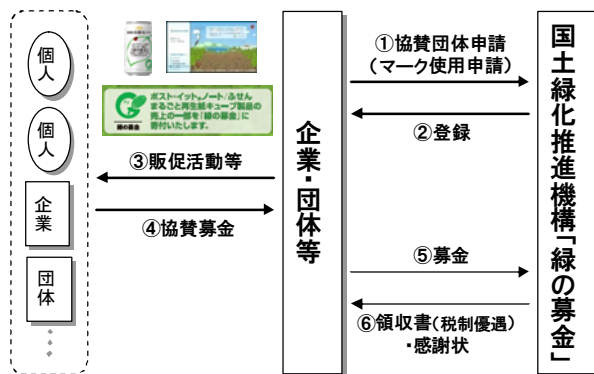 個人
個人
企業
団体
ポスト・イット®ノート/ふせん
まるごと再生紙キューブ製品の
売上の一部を「緑の募金」に
寄付いたします。
緑の募金
③販促活動等
④協賛募金
企業・団体等
①協賛団体申請
(マーク使用申請)
②登録
⑤募金
⑥領収書(税制優遇)
・感謝状
国土緑化推進機構「緑の募金」